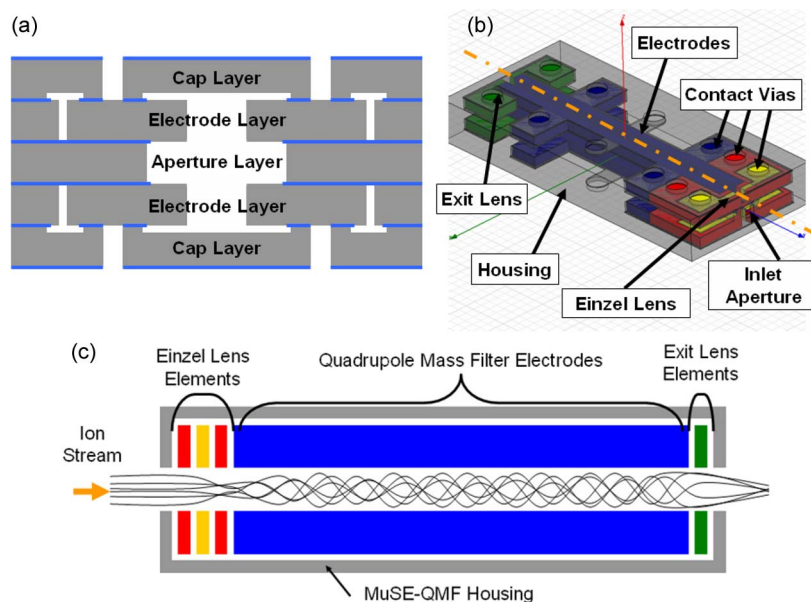 (a)
Cap Layer
Electrode Layer
Aperture Layer
Electrode Layer
Cap Layer
(b)
Electrodes
Contact Vias
Exit Lens
Housing
Einzel Lens
Inlet
Aperture
(c)
Einzel Lens
Elements
Quadrupole Mass Filter Electrodes
Exit Lens
Elements
Ion
Stream
MuSE-QMF Housing